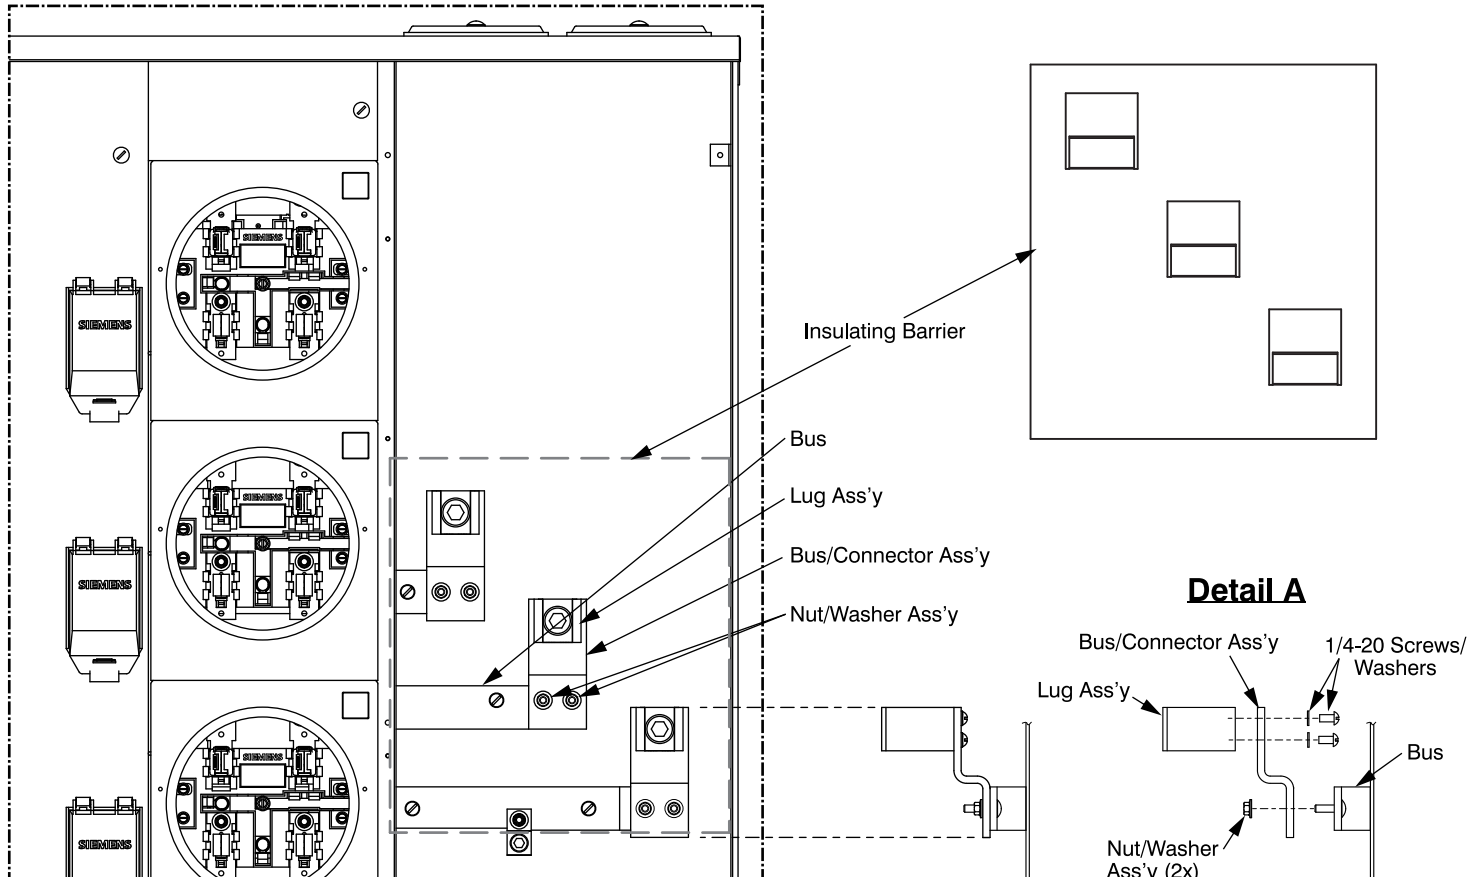 SIEMENS
SIEMENS
Insulating Barrier
Bus
SIEMENS
Lug Ass'y
Bus/Connector Ass'y
SIEMENS
Nut/Washer Ass'y
Detail A
Bus/Connector Ass'y
1/4-20 Screws/
Washers
Lug Ass'y
Bus
SIEMENS
SIEMENS
Nut/Washer
Ass'y (2x)